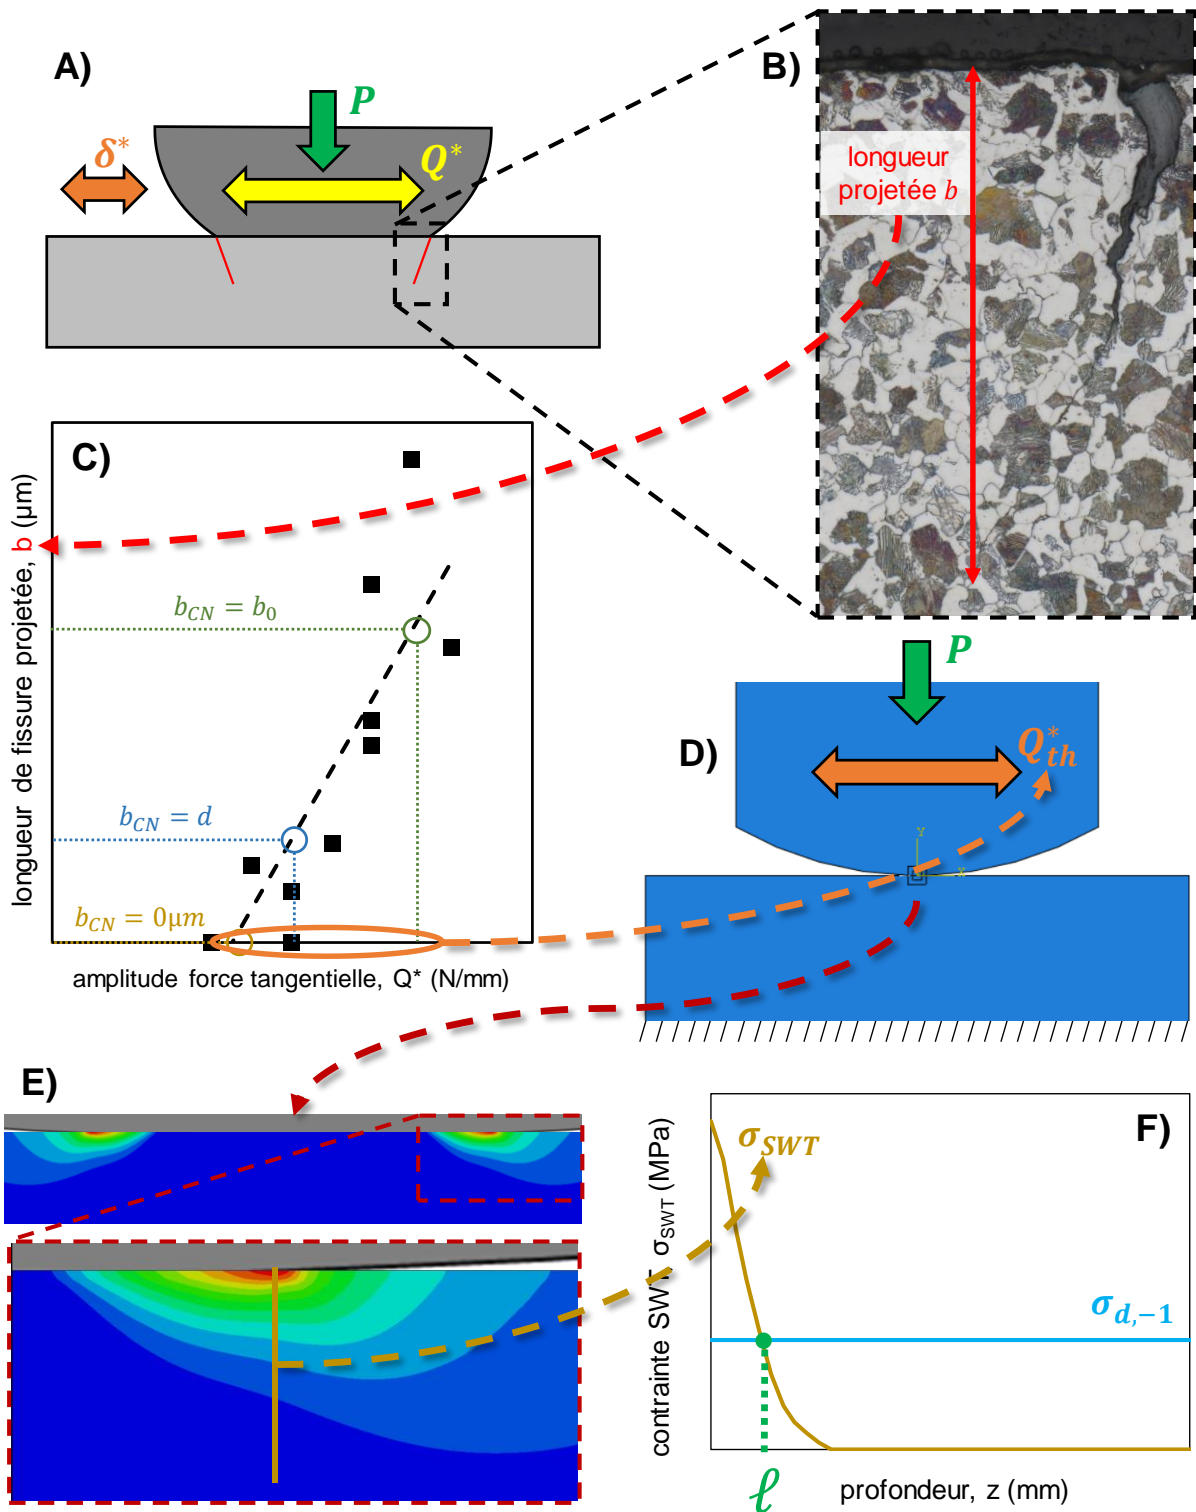 A)
P
δ*
Q*
B)
longueur
projetée b
C)
longueur de fissure projetée, b (μm)
b_CN = b_0
b_CN = d
b_CN = 0μm
amplitude force tangentielle, Q* (N/mm)
P
D)
Q*_th
Y
X
E)
F)
contrainte SWT, σ_SWT (MPa)
σ_SWT
σ_d,−1
ℓ
profondeur, z (mm)